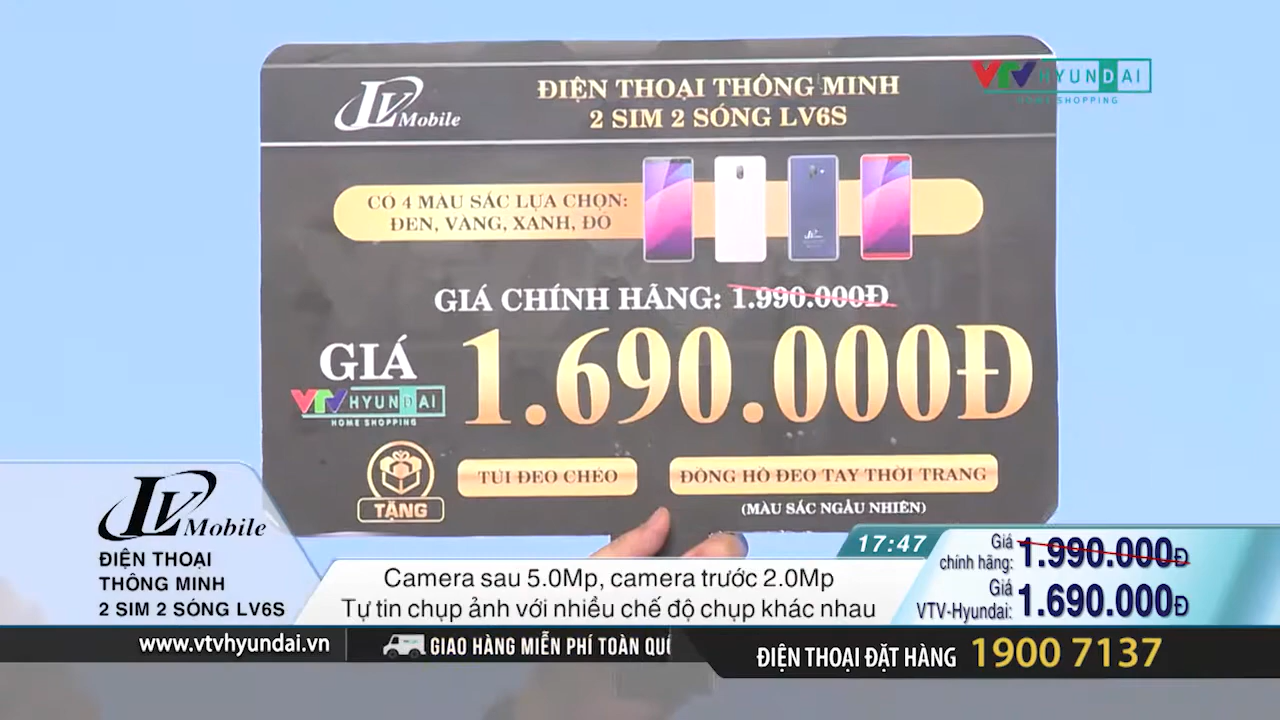 LV Mobile
ĐIỆN THOẠI THÔNG MINH
2 SIM 2 SÓNG LV6S
VTV HYUNDAI
HOME SHOPPING
CÓ 4 MÀU SẮC LỰA CHỌN:
ĐEN, VÀNG, XANH, ĐỎ
GIÁ CHÍNH HÃNG: 1.990.000Đ
GIÁ
VTV HYUNDAI
HOME SHOPPING
1.690.000Đ
TẶNG
TÚI ĐEO CHÉO
ĐỒNG HỒ ĐEO TAY THỜI TRANG
(MÀU SẮC NGẪU NHIÊN)
LV Mobile
ĐIỆN THOẠI
THÔNG MINH
2 SIM 2 SÓNG LV6S
17:47
Camera sau 5.0Mp, camera trước 2.0Mp
Tự tin chụp ảnh với nhiều chế độ chụp khác nhau
Giá
chính hãng: 1.990.000Đ
Giá
VTV-Hyundai: 1.690.000Đ
www.vtvhyundai.vn
GIAO HÀNG MIỄN PHÍ TOÀN QUỐ
ĐIỆN THOẠI ĐẶT HÀNG 1900 7137